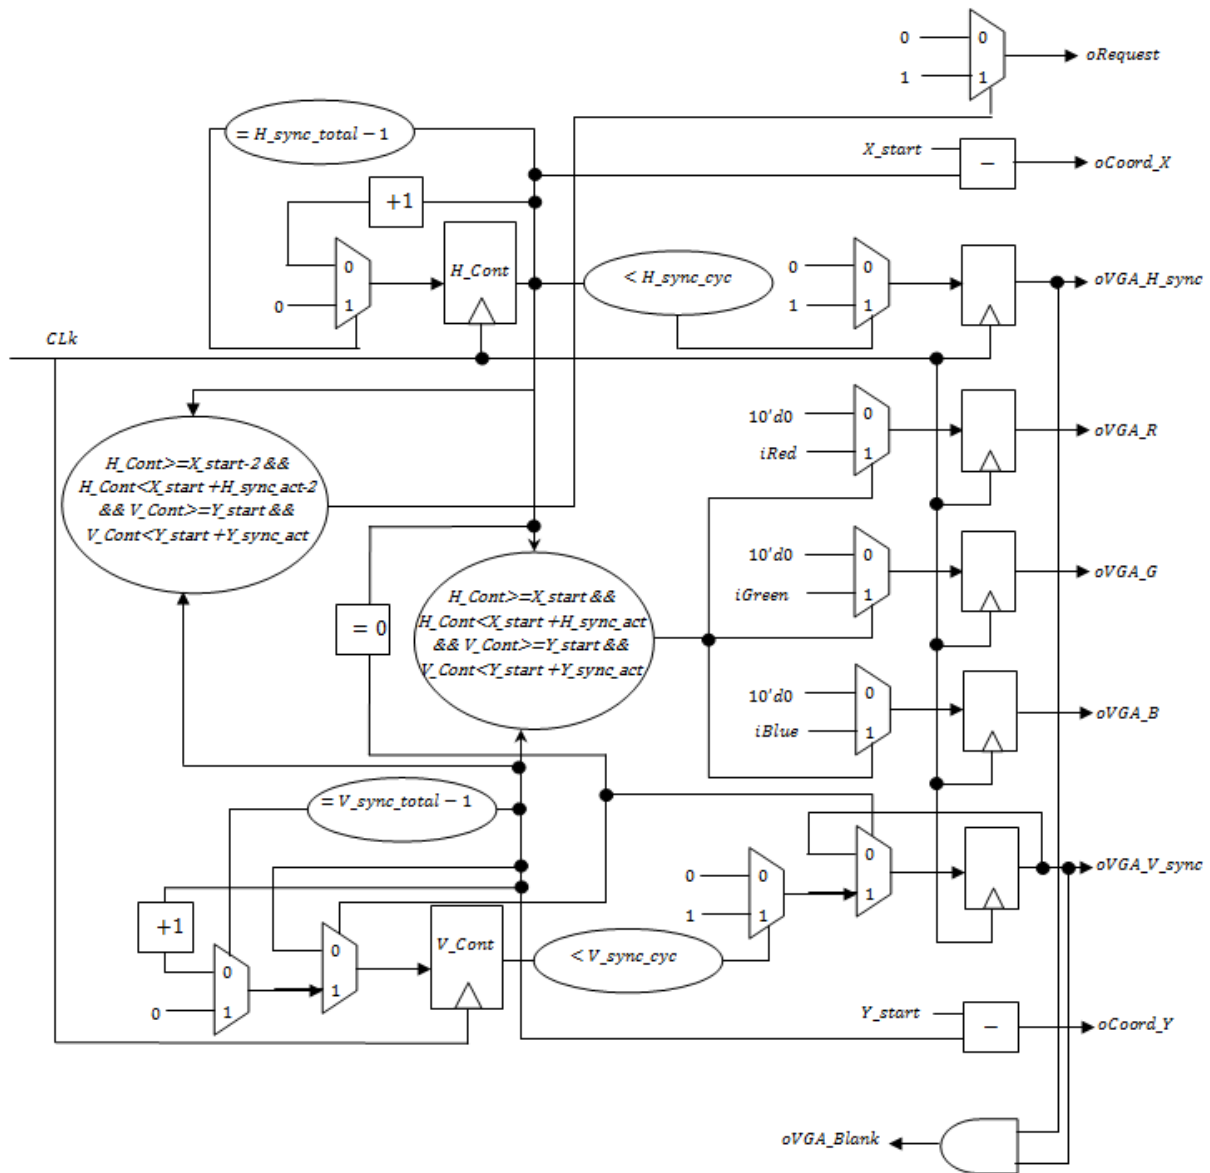 0
0
oRequest
1
1
= H_sync_total − 1
X_start
−
oCoord_X
+1
H_Cont
0
0
1
< H_sync_cyc
0
0
1
1
oVGA_H_sync
CLk
10'd0
0
iRed
1
oVGA_R
H_Cont>=X_start-2 &&
H_Cont<X_start+H_sync_act-2
&& V_Cont>=Y_start &&
V_Cont<Y_start+Y_sync_act
10'd0
0
iGreen
1
oVGA_G
= 0
H_Cont>=X_start &&
H_Cont<X_start+H_sync_act
&& V_Cont>=Y_start &&
V_Cont<Y_start+Y_sync_act
10'd0
0
iBlue
1
oVGA_B
= V_sync_total − 1
0
1
oVGA_V_sync
0
0
1
1
+1
0
0
1
0
1
V_Cont
< V_sync_cyc
Y_start
−
oCoord_Y
oVGA_Blank